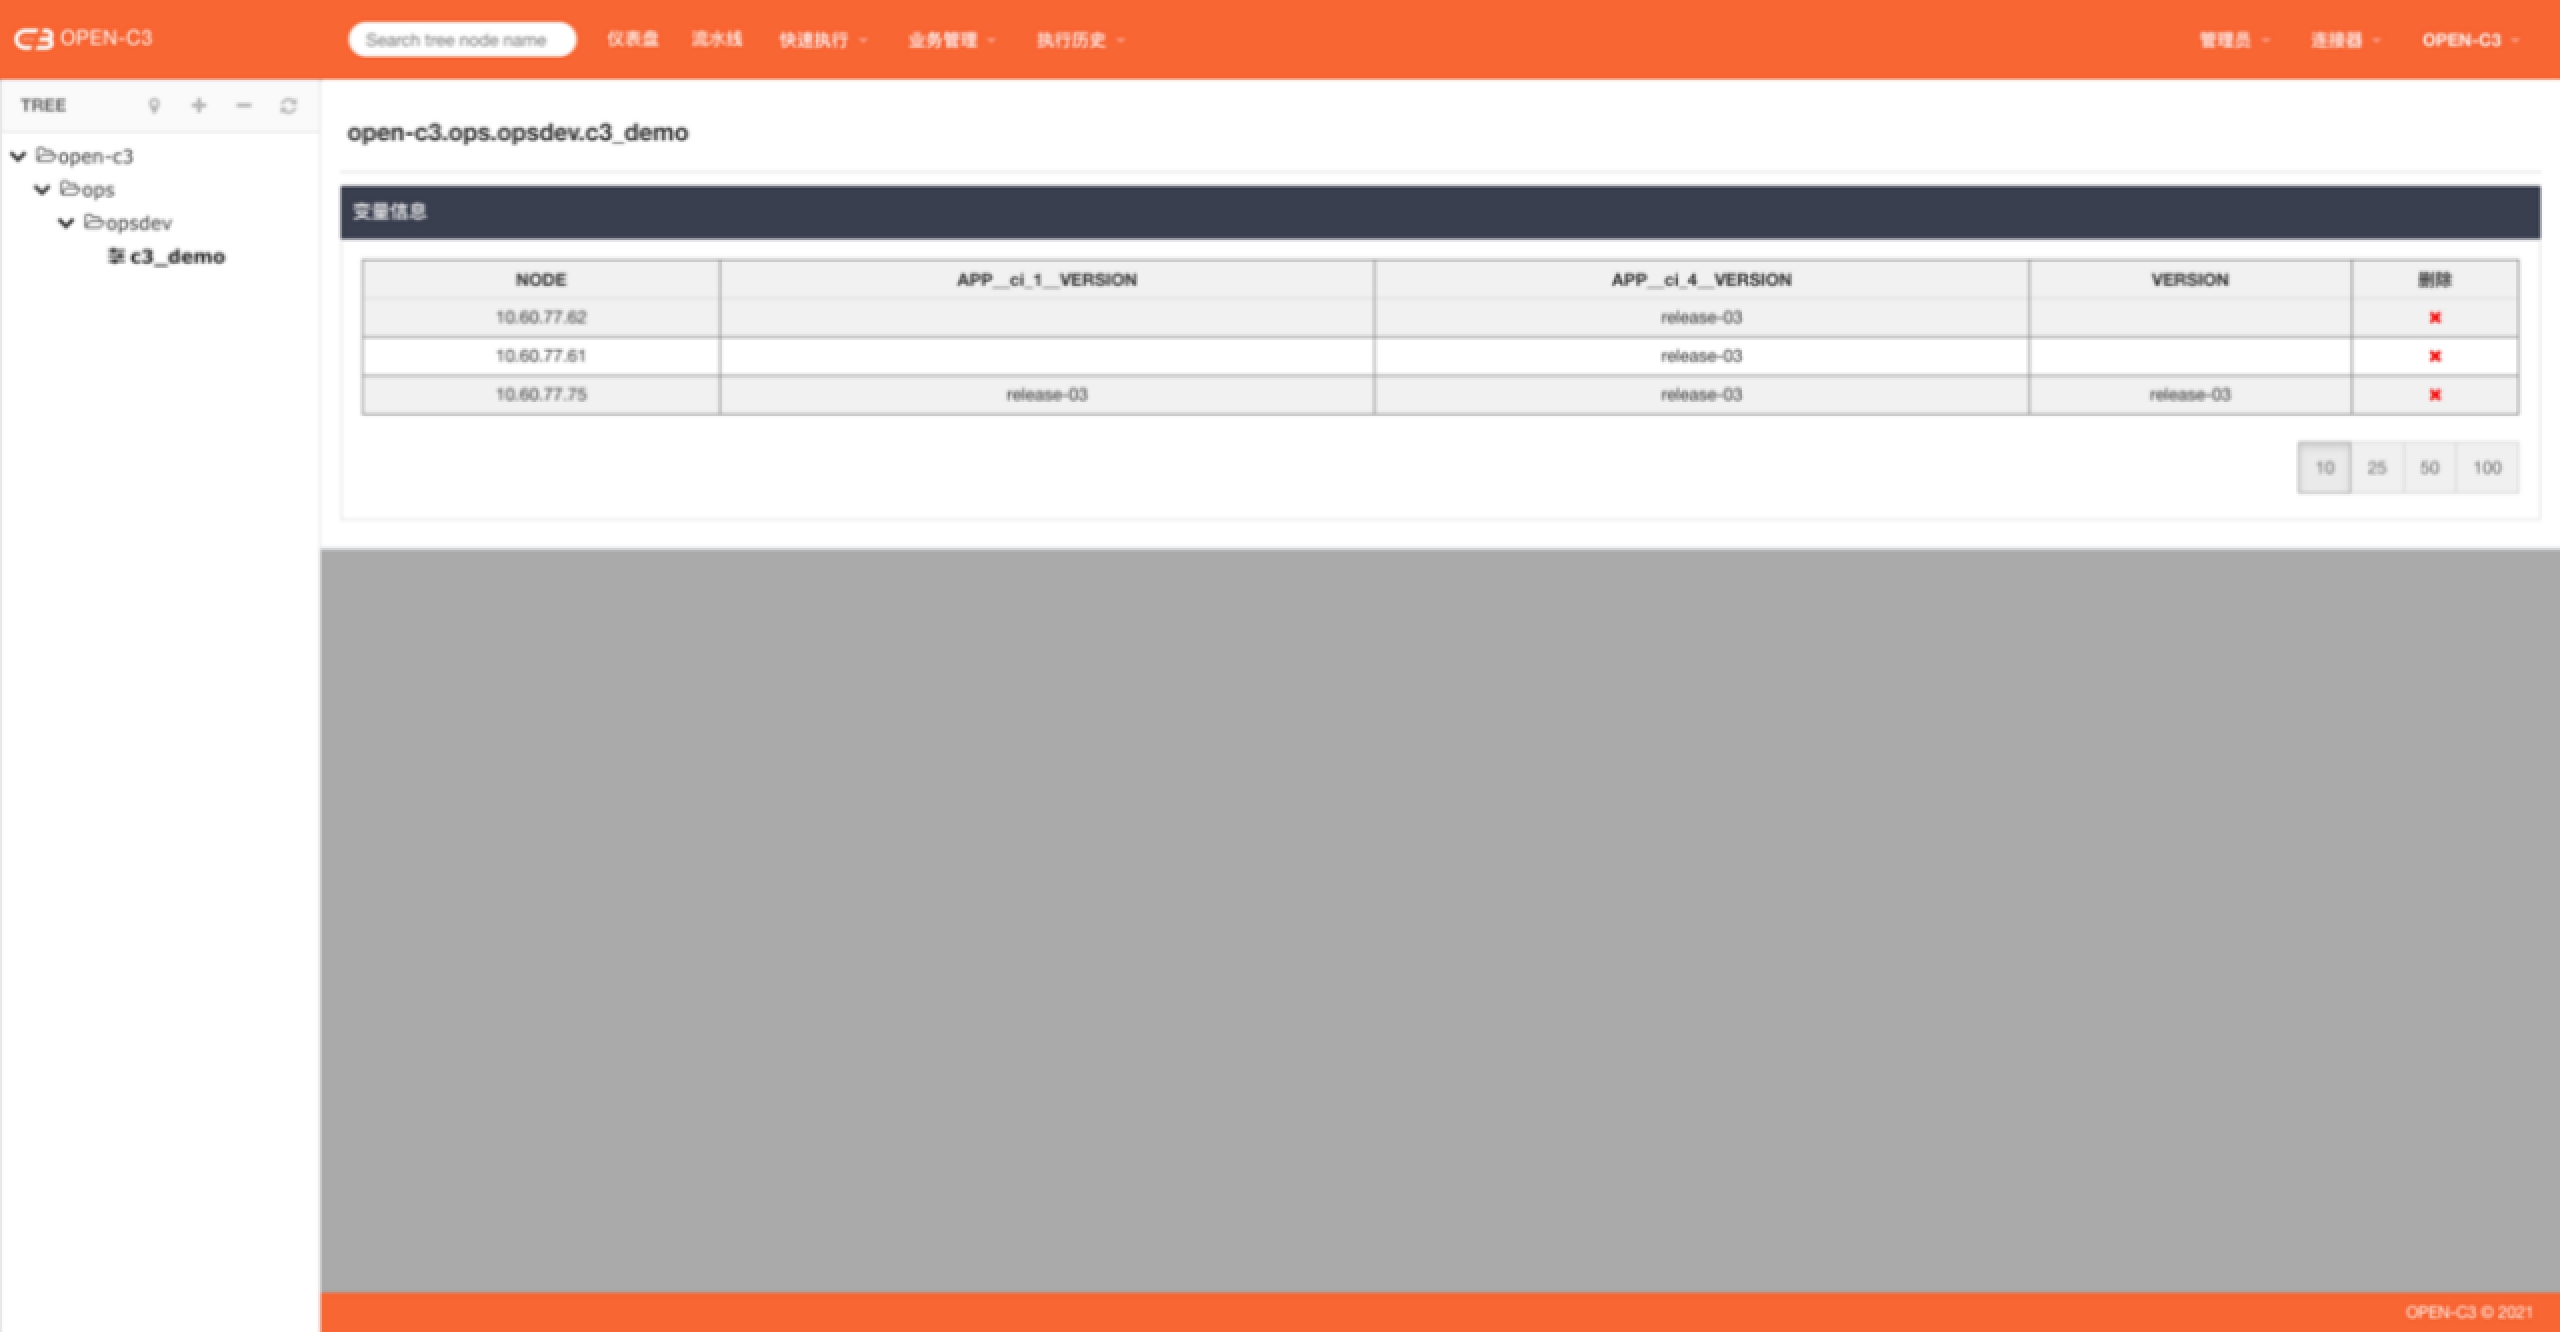 OPEN-C3
Search tree node name 仪表盘 流水线 快速执行 业务管理 执行历史 管理员 连接器 OPEN-C3
TREE
open-c3
ops
opsdev
c3_demo
open-c3.ops.opsdev.c3_demo
变量信息
NODE APP__ci_1__VERSION APP__ci_4__VERSION VERSION 删除
10.60.77.62 release-03
10.60.77.61 release-03
10.60.77.75 release-03 release-03 release-03
10 25 50 100
OPEN-C3 © 2021